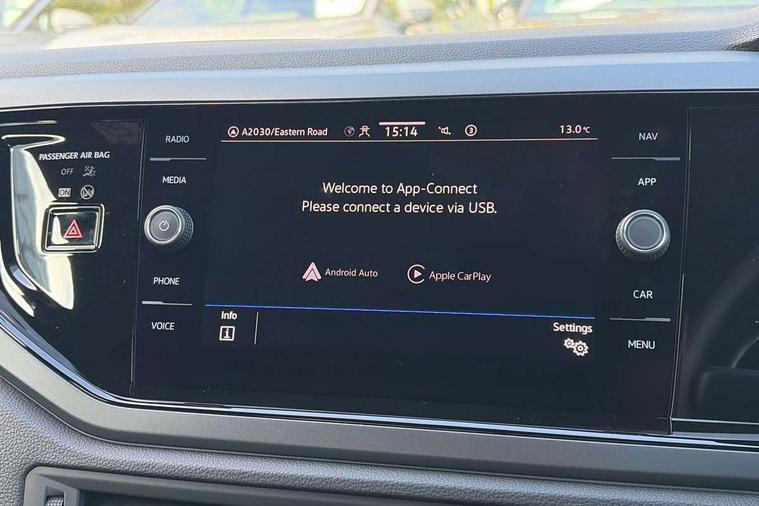 RADIO
A2030/Eastern Road
15:14
3
13.0°C
NAV
PASSENGER AIR BAG
OFF
ON
MEDIA
APP
Welcome to App-Connect
Please connect a device via USB.
Android Auto
Apple CarPlay
PHONE
CAR
Info
i
Settings
VOICE
MENU